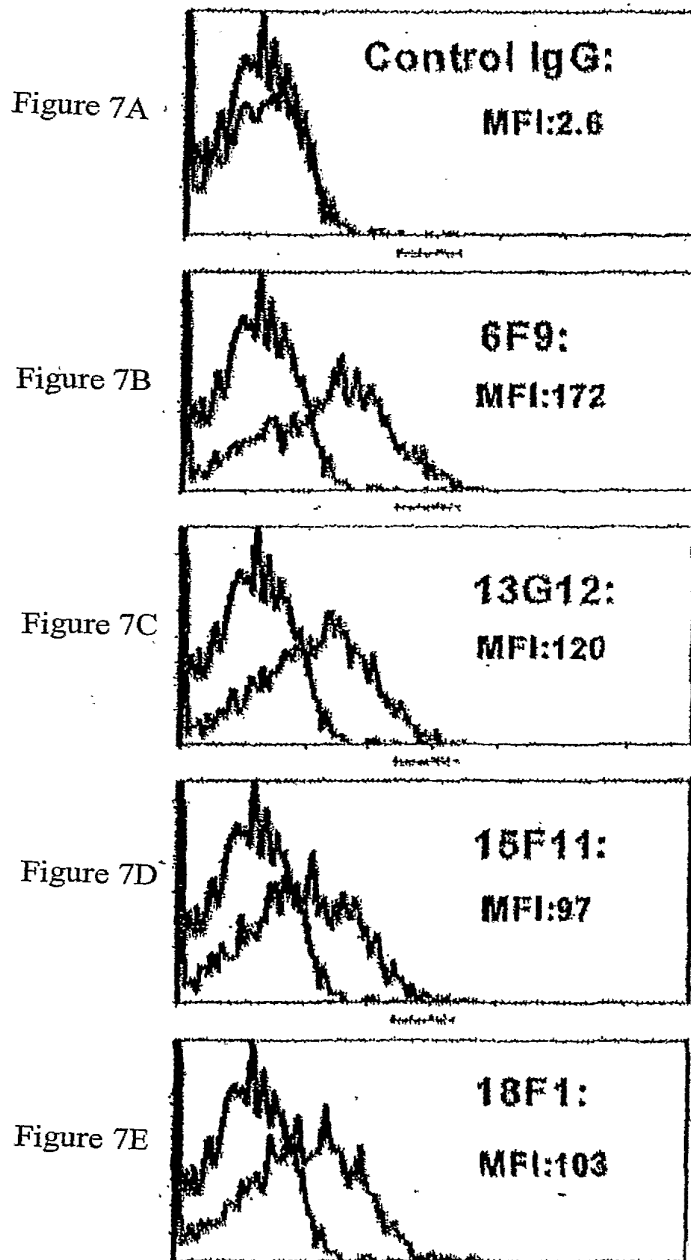 Figure 7A
Control IgG:
MFI:2.6
Figure 7B
6F9:
MFI:172
Figure 7C
13G12:
MFI:120
Figure 7D
15F11:
MFI:97
Figure 7E
18F1:
MFI:103